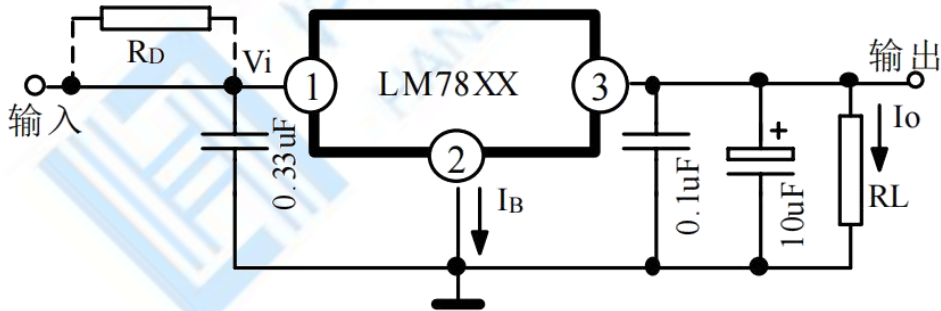 RD
Vi
输入
1
LM78XX
3
2
0.33uF
IB
0.1uF
+
10uF
RL
Io
输出